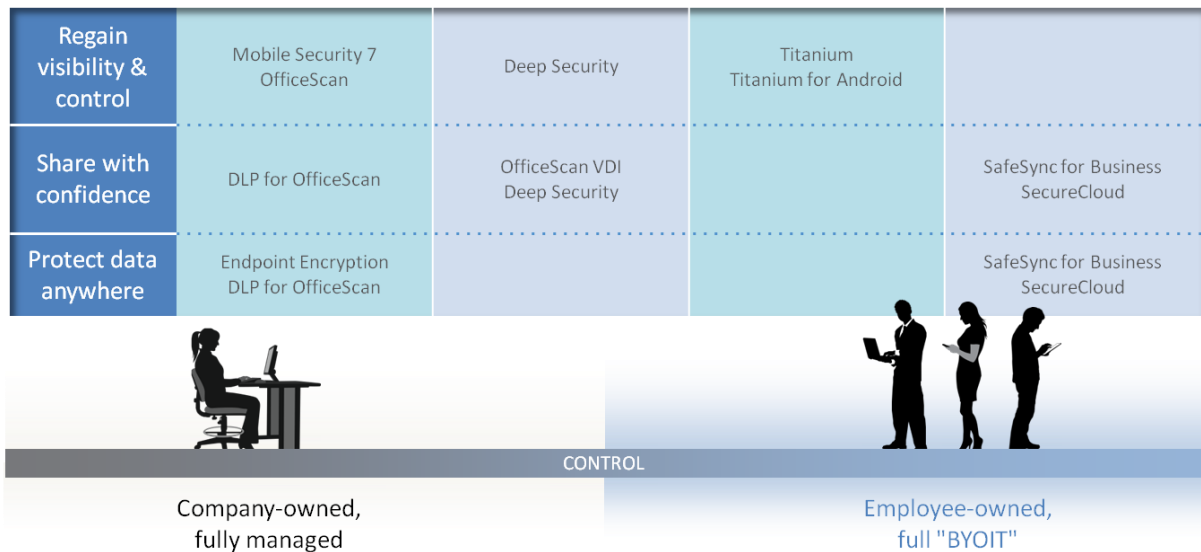 Regain
visibility &
control
Mobile Security 7
OfficeScan
Deep Security
Titanium
Titanium for Android
Share with
confidence
DLP for OfficeScan
OfficeScan VDI
Deep Security
SafeSync for Business
SecureCloud
Protect data
anywhere
Endpoint Encryption
DLP for OfficeScan
SafeSync for Business
SecureCloud
CONTROL
Company-owned,
fully managed
Employee-owned,
full "BYOIT"